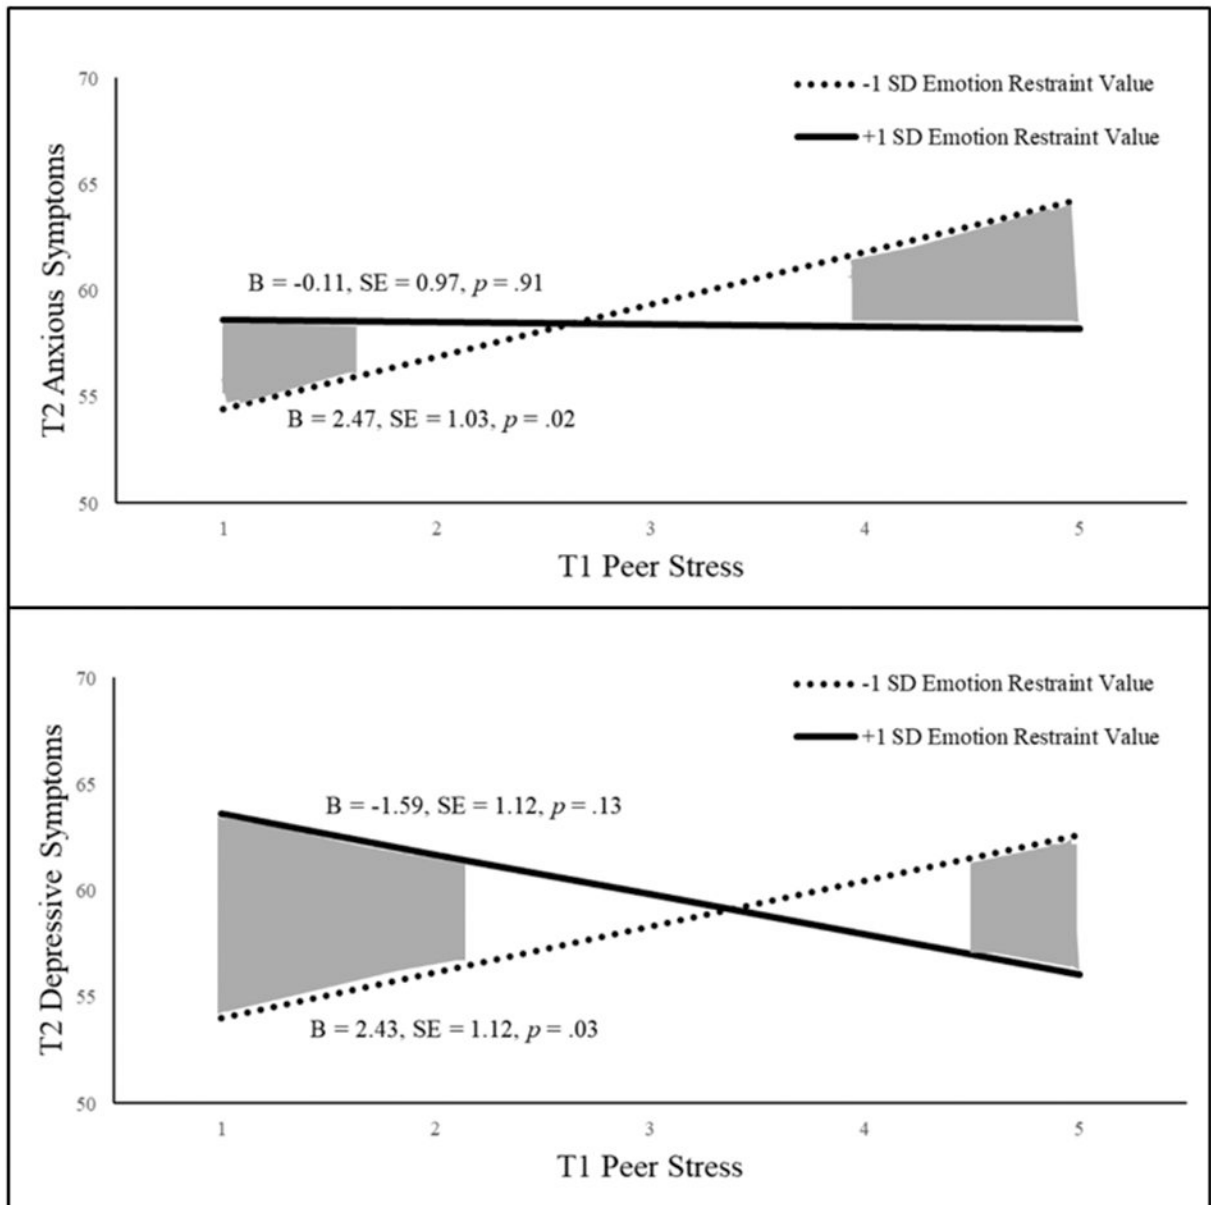 70
-1 SD Emotion Restraint Value
+1 SD Emotion Restraint Value
65
T2 Anxious Symptoms
B = -0.11, SE = 0.97, p = .91
60
55
B = 2.47, SE = 1.03, p = .02
50
1 2 3 4 5
T1 Peer Stress
70
-1 SD Emotion Restraint Value
+1 SD Emotion Restraint Value
65
T2 Depressive Symptoms
B = -1.59, SE = 1.12, p = .13
60
55
B = 2.43, SE = 1.12, p = .03
50
1 2 3 4 5
T1 Peer Stress